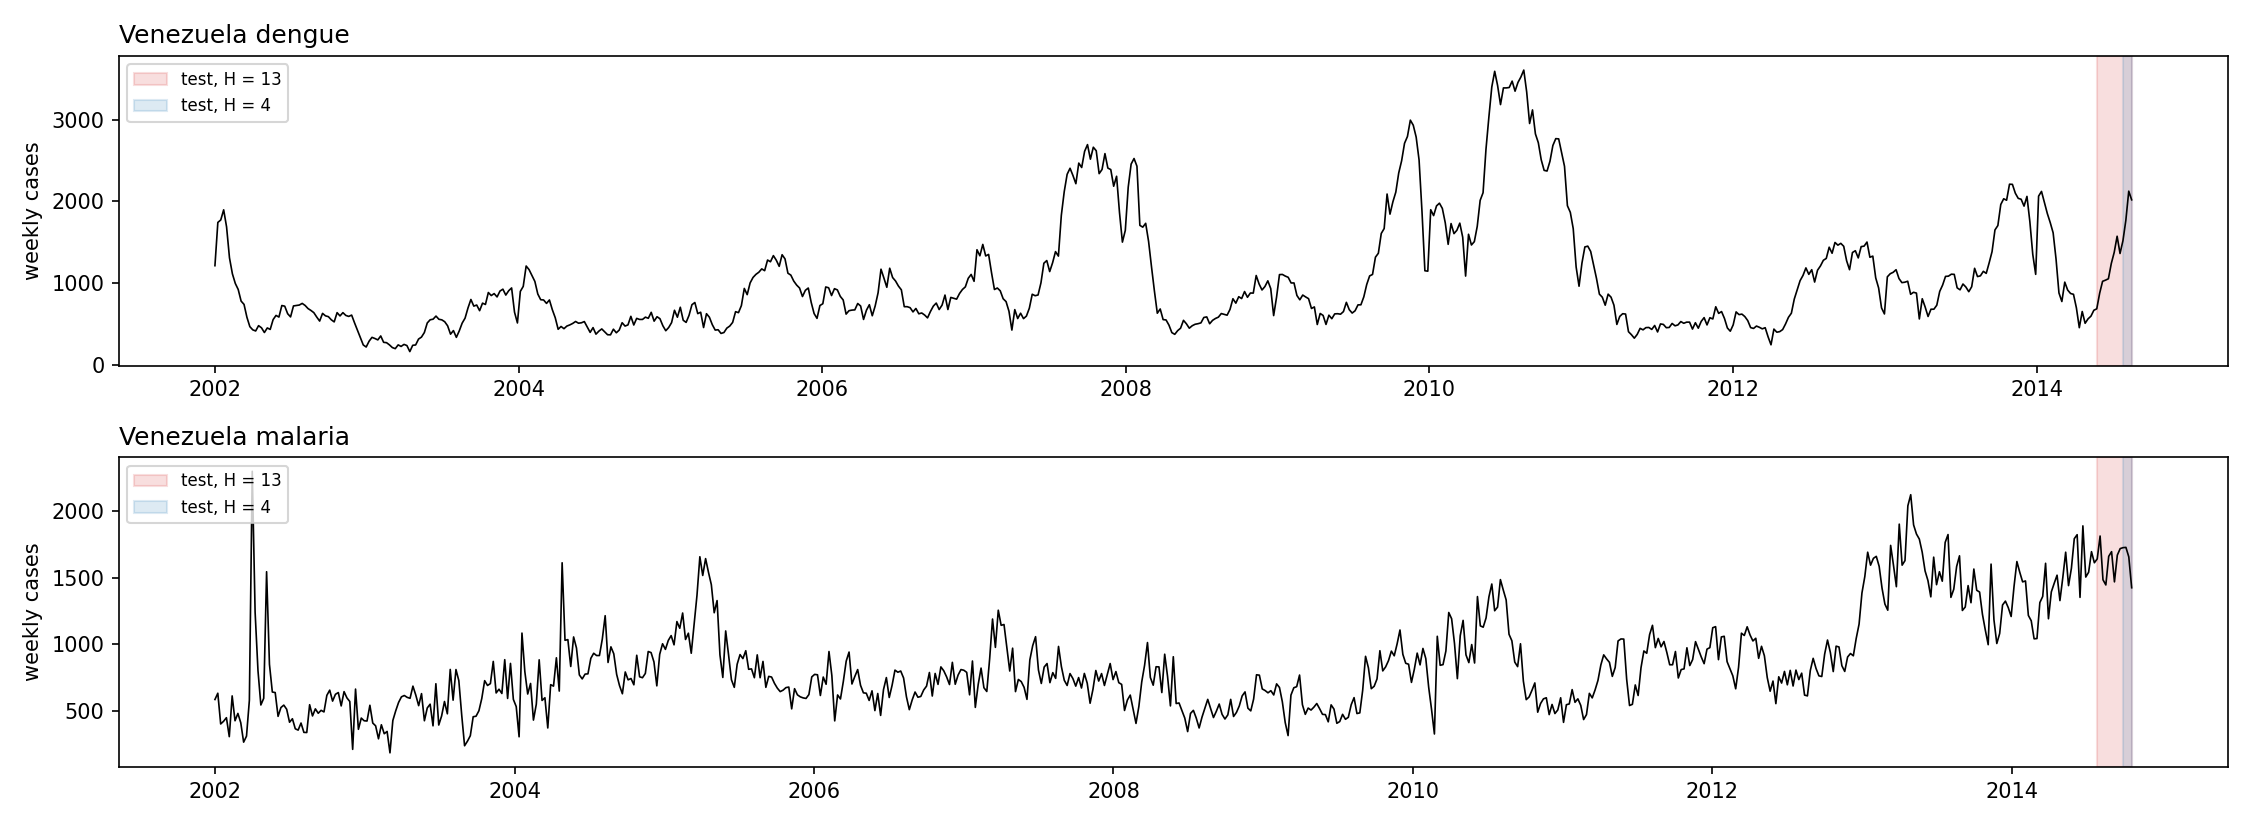 Venezuela dengue
test, H = 13
test, H = 4
weekly cases
3000
2000
1000
0
2002 2004 2006 2008 2010 2012 2014
Venezuela malaria
test, H = 13
test, H = 4
weekly cases
2000
1500
1000
500
2002 2004 2006 2008 2010 2012 2014